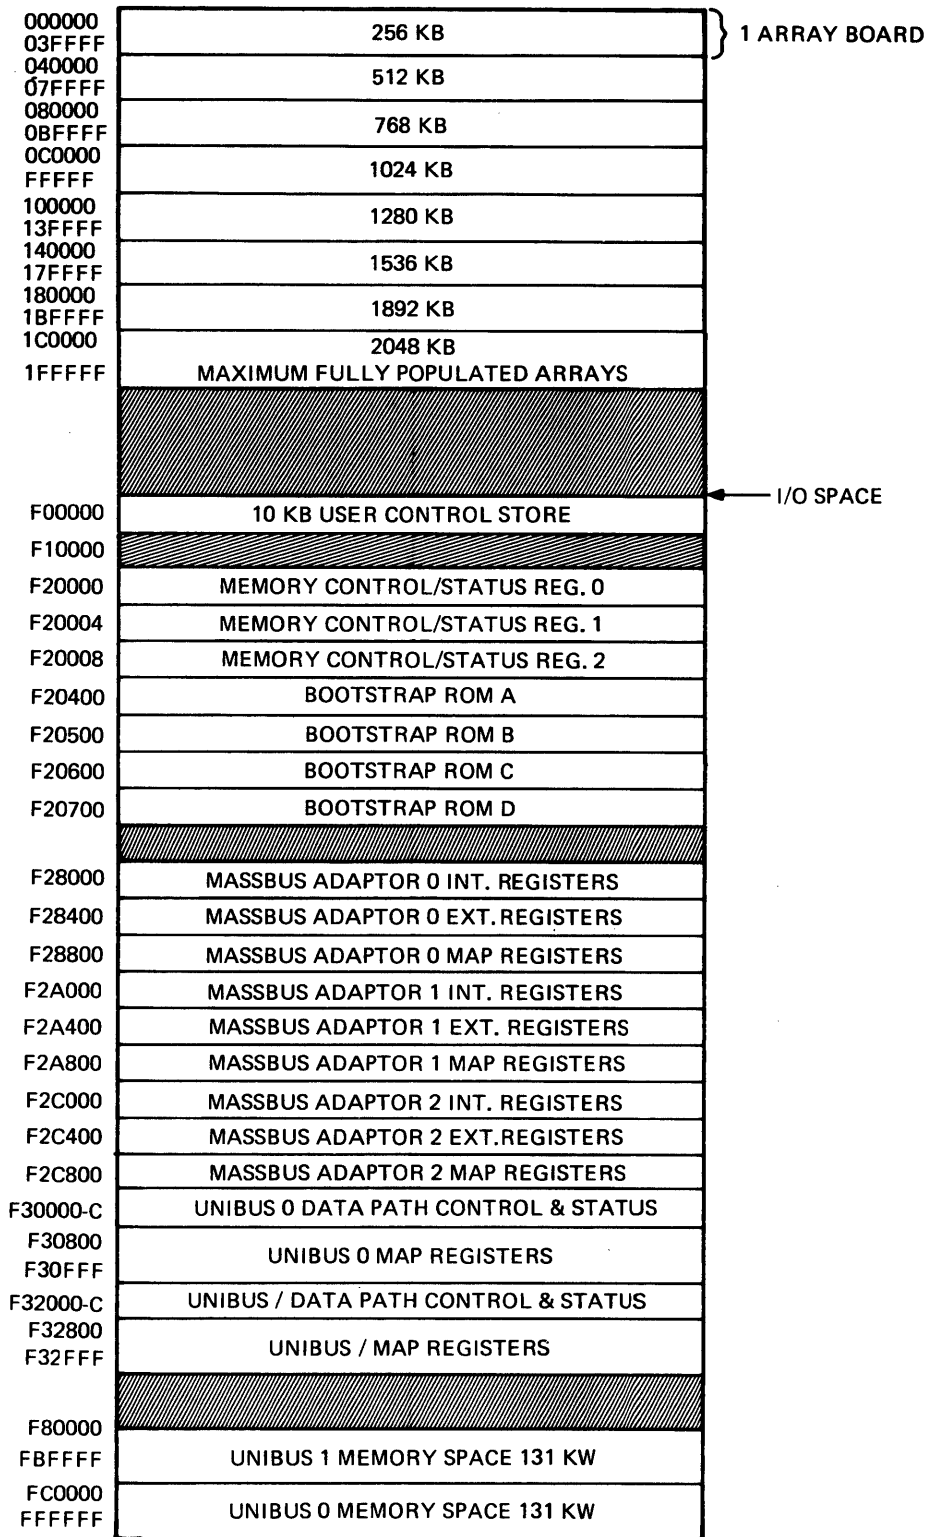 000000
03FFFF
256 KB
1 ARRAY BOARD
040000
07FFFF
512 KB
080000
0BFFFF
768 KB
0C0000
FFFFF
1024 KB
100000
13FFFF
1280 KB
140000
17FFFF
1536 KB
180000
1BFFFF
1892 KB
1C0000
1FFFFF
2048 KB
MAXIMUM FULLY POPULATED ARRAYS
I/O SPACE
F00000
10 KB USER CONTROL STORE
F10000
F20000
MEMORY CONTROL/STATUS REG. 0
F20004
MEMORY CONTROL/STATUS REG. 1
F20008
MEMORY CONTROL/STATUS REG. 2
F20400
BOOTSTRAP ROM A
F20500
BOOTSTRAP ROM B
F20600
BOOTSTRAP ROM C
F20700
BOOTSTRAP ROM D
F28000
MASSBUS ADAPTOR 0 INT. REGISTERS
F28400
MASSBUS ADAPTOR 0 EXT. REGISTERS
F28800
MASSBUS ADAPTOR 0 MAP REGISTERS
F2A000
MASSBUS ADAPTOR 1 INT. REGISTERS
F2A400
MASSBUS ADAPTOR 1 EXT. REGISTERS
F2A800
MASSBUS ADAPTOR 1 MAP REGISTERS
F2C000
MASSBUS ADAPTOR 2 INT. REGISTERS
F2C400
MASSBUS ADAPTOR 2 EXT.REGISTERS
F2C800
MASSBUS ADAPTOR 2 MAP REGISTERS
F30000-C
UNIBUS 0 DATA PATH CONTROL & STATUS
F30800
F30FFF
UNIBUS 0 MAP REGISTERS
F32000-C
UNIBUS / DATA PATH CONTROL & STATUS
F32800
F32FFF
UNIBUS / MAP REGISTERS
F80000
FBFFFF
UNIBUS 1 MEMORY SPACE 131 KW
FC0000
FFFFFF
UNIBUS 0 MEMORY SPACE 131 KW